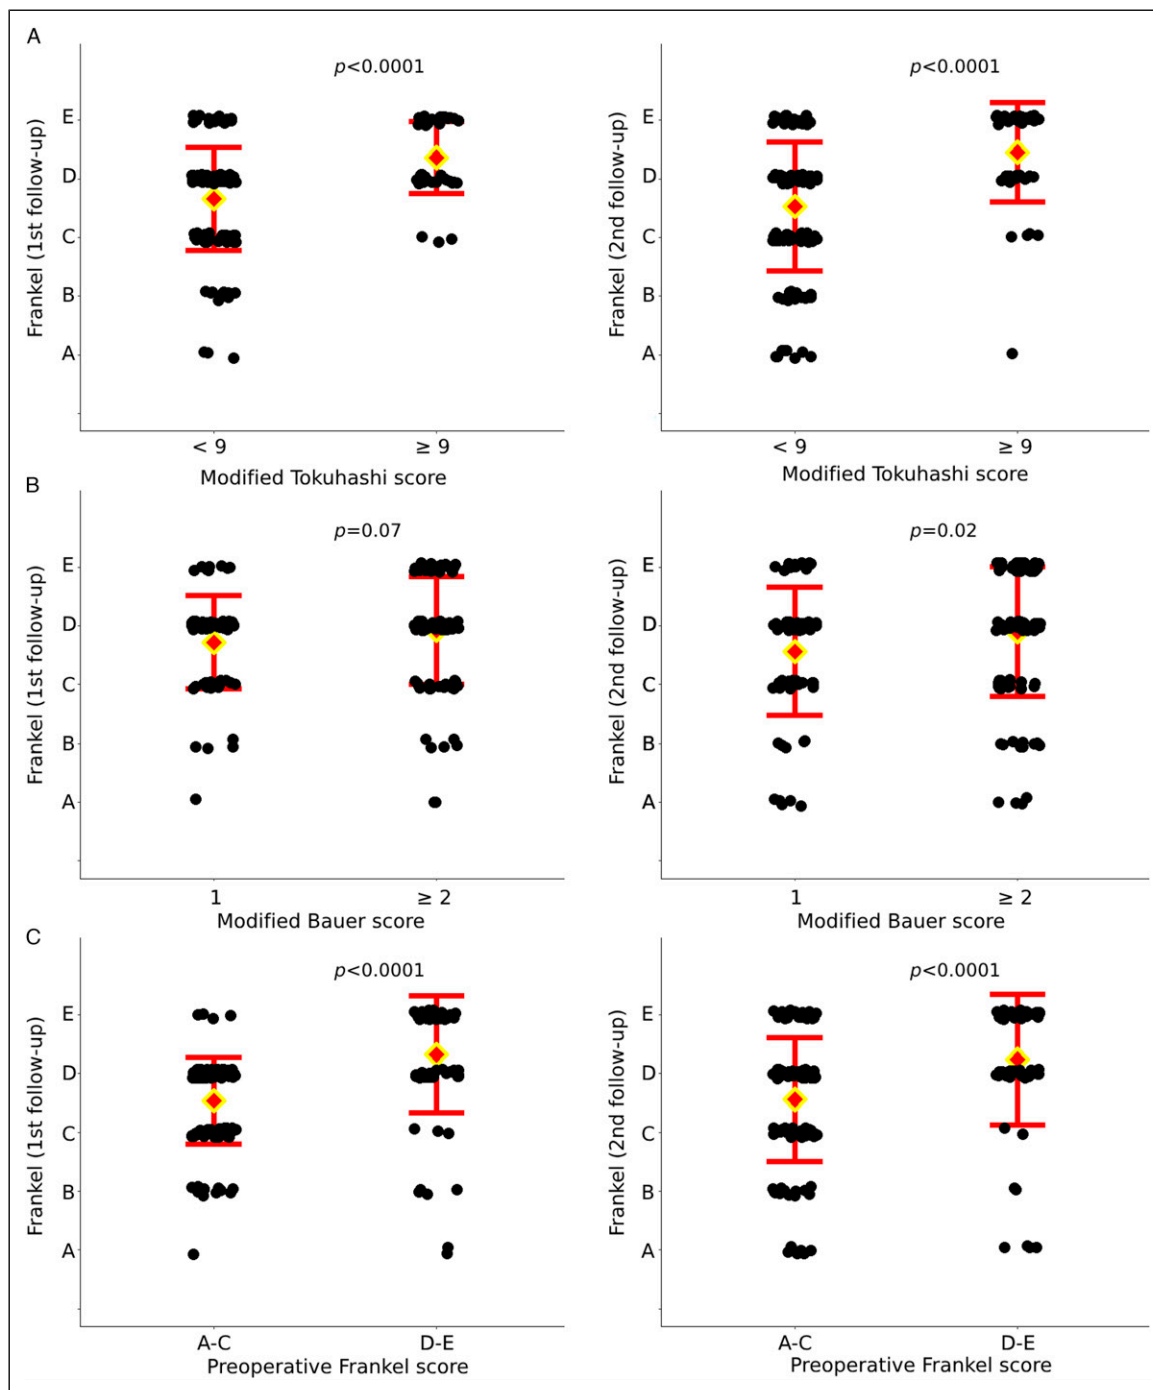 A
p<0.0001
Frankel (1st follow-up)
E
D
C
B
A
< 9
≥ 9
Modified Tokuhashi score
p<0.0001
Frankel (2nd follow-up)
E
D
C
B
A
< 9
≥ 9
Modified Tokuhashi score
B
p=0.07
Frankel (1st follow-up)
E
D
C
B
A
1
≥ 2
Modified Bauer score
p=0.02
Frankel (2nd follow-up)
E
D
C
B
A
1
≥ 2
Modified Bauer score
C
p<0.0001
Frankel (1st follow-up)
E
D
C
B
A
A-C
D-E
Preoperative Frankel score
p<0.0001
Frankel (2nd follow-up)
E
D
C
B
A
A-C
D-E
Preoperative Frankel score